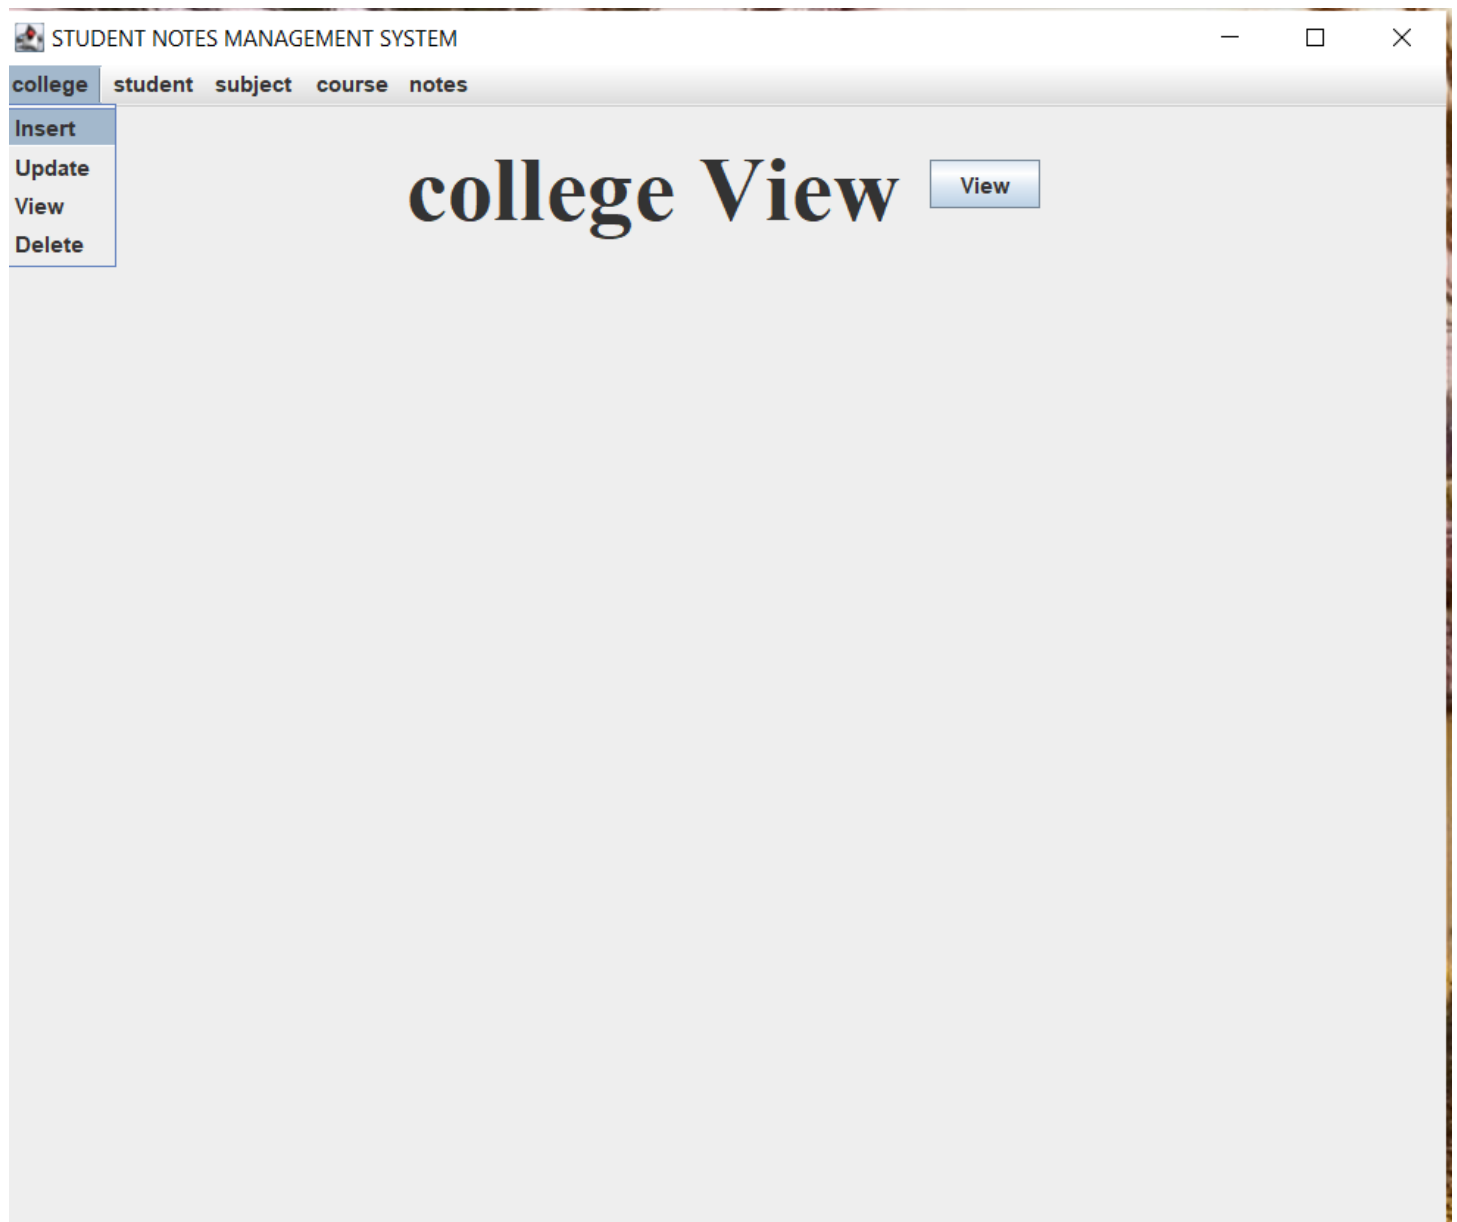 STUDENT NOTES MANAGEMENT SYSTEM
college student subject course notes
Insert
Update
View
Delete
college View View